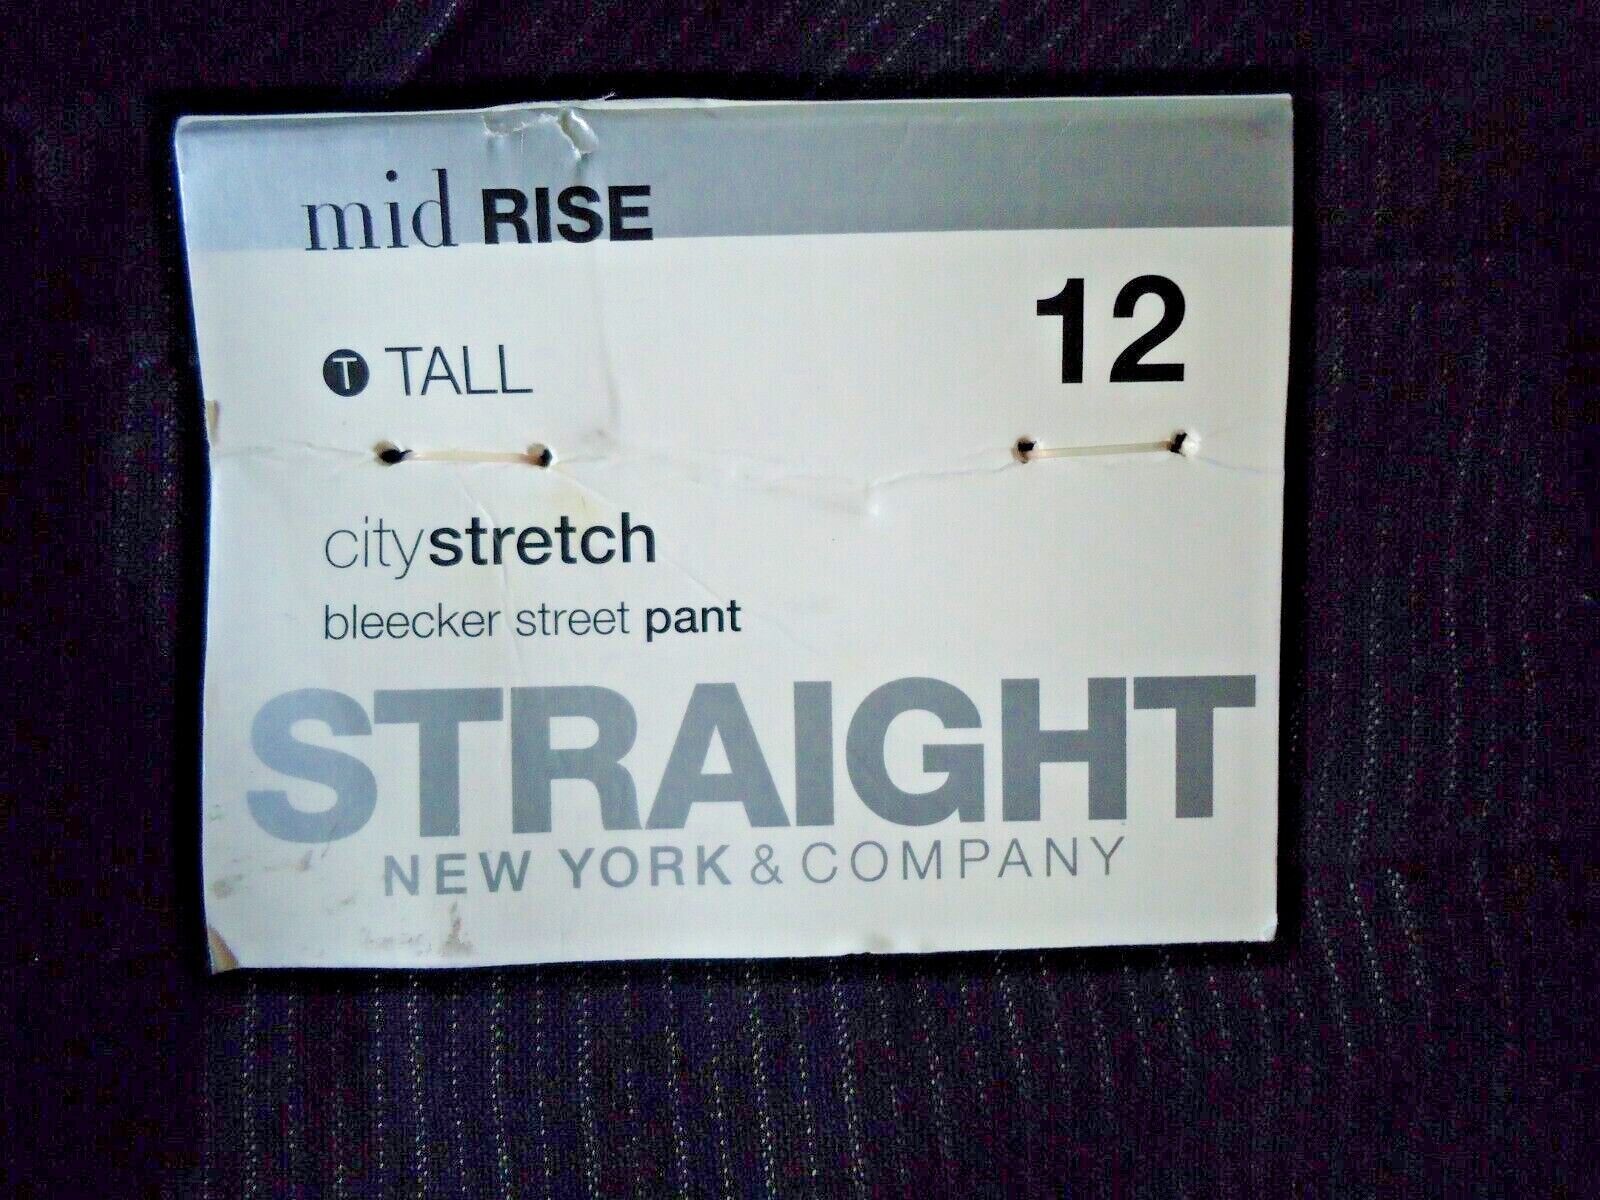 mid RISE
12
T TALL
citystretch
bleecker street pant
STRAIGHT
NEW YORK & COMPANY